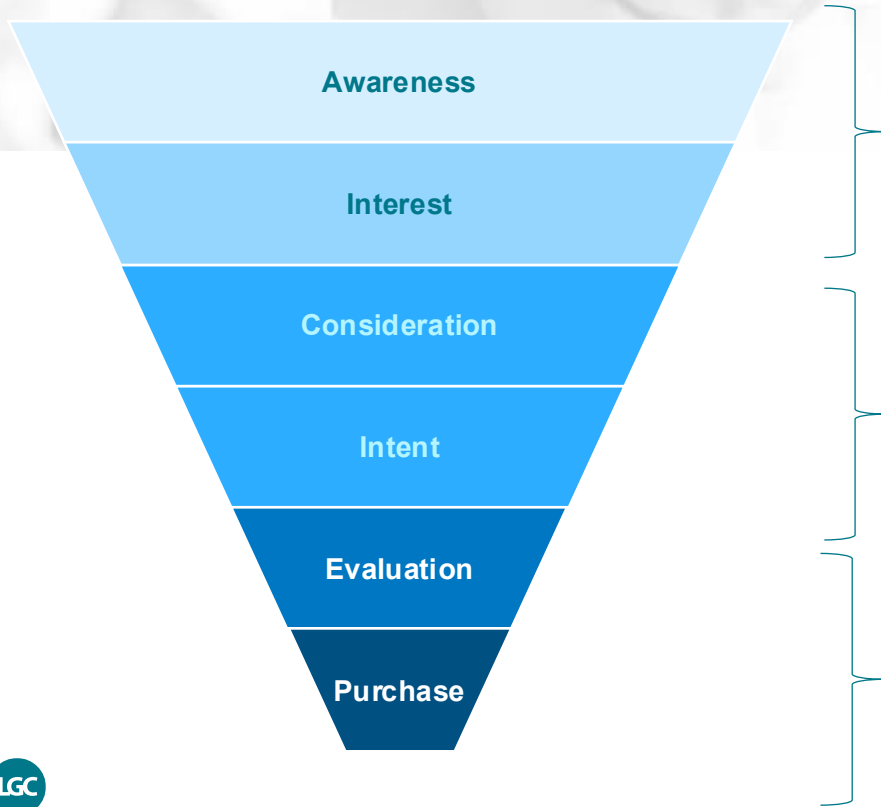 Awareness
Interest
Consideration
Intent
Evaluation
Purchase
LGC